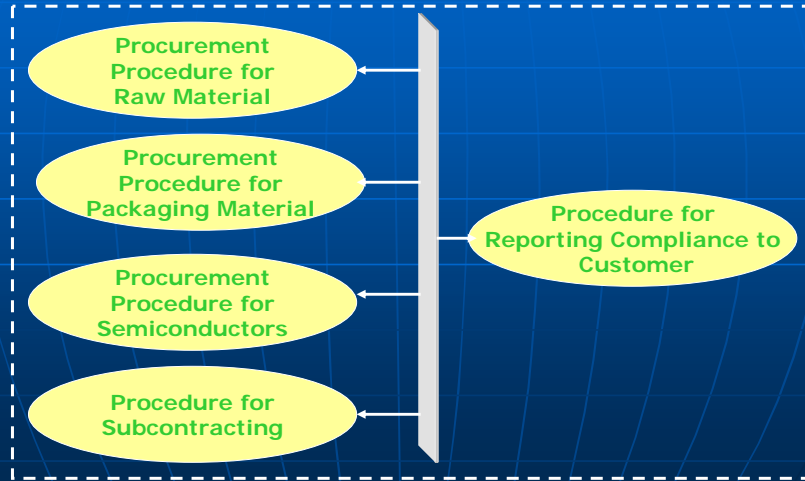 Procurement
Procedure for
Raw Material
Procurement
Procedure for
Packaging Material
Procurement
Procedure for
Semiconductors
Procedure for
Subcontracting
Procedure for
Reporting Compliance to
Customer